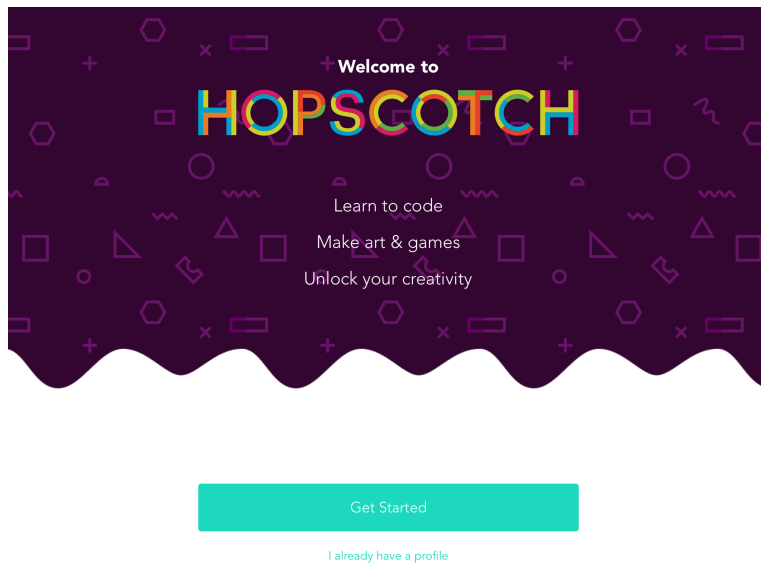 Welcome to
HOPSCOTCH
Learn to code
Make art & games
Unlock your creativity
Get Started
I already have a profile